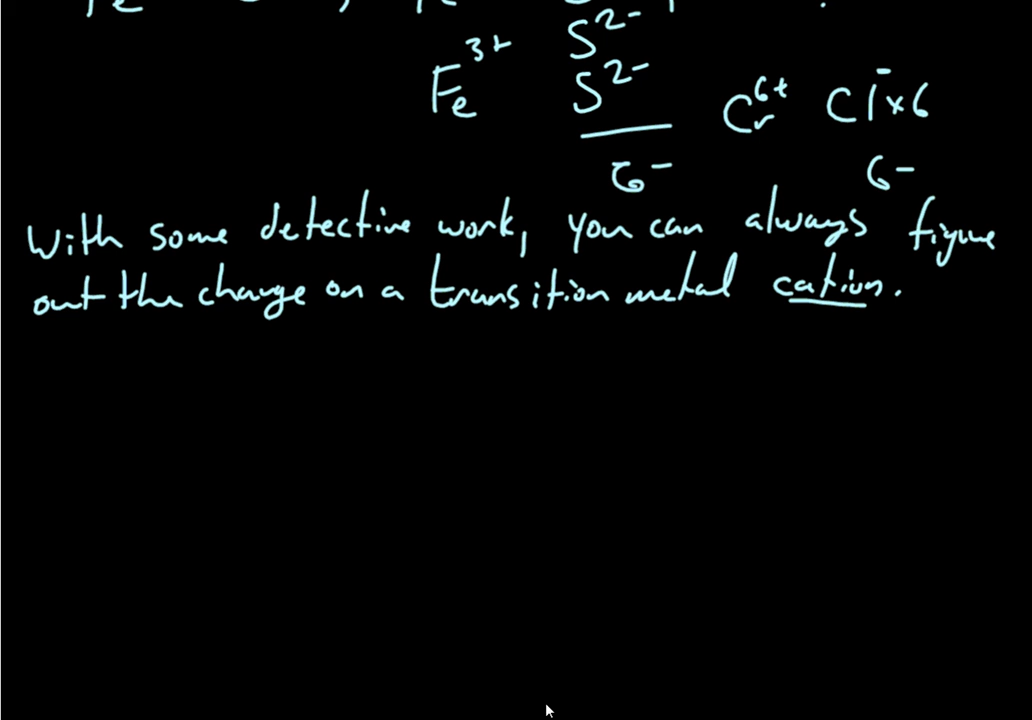 S²⁻
Fe³⁺ S²⁻ Cr⁶⁺ Cl⁻×6
6⁻ 6⁻
With some detective work, you can always figure
out the charge on a transition metal cation.